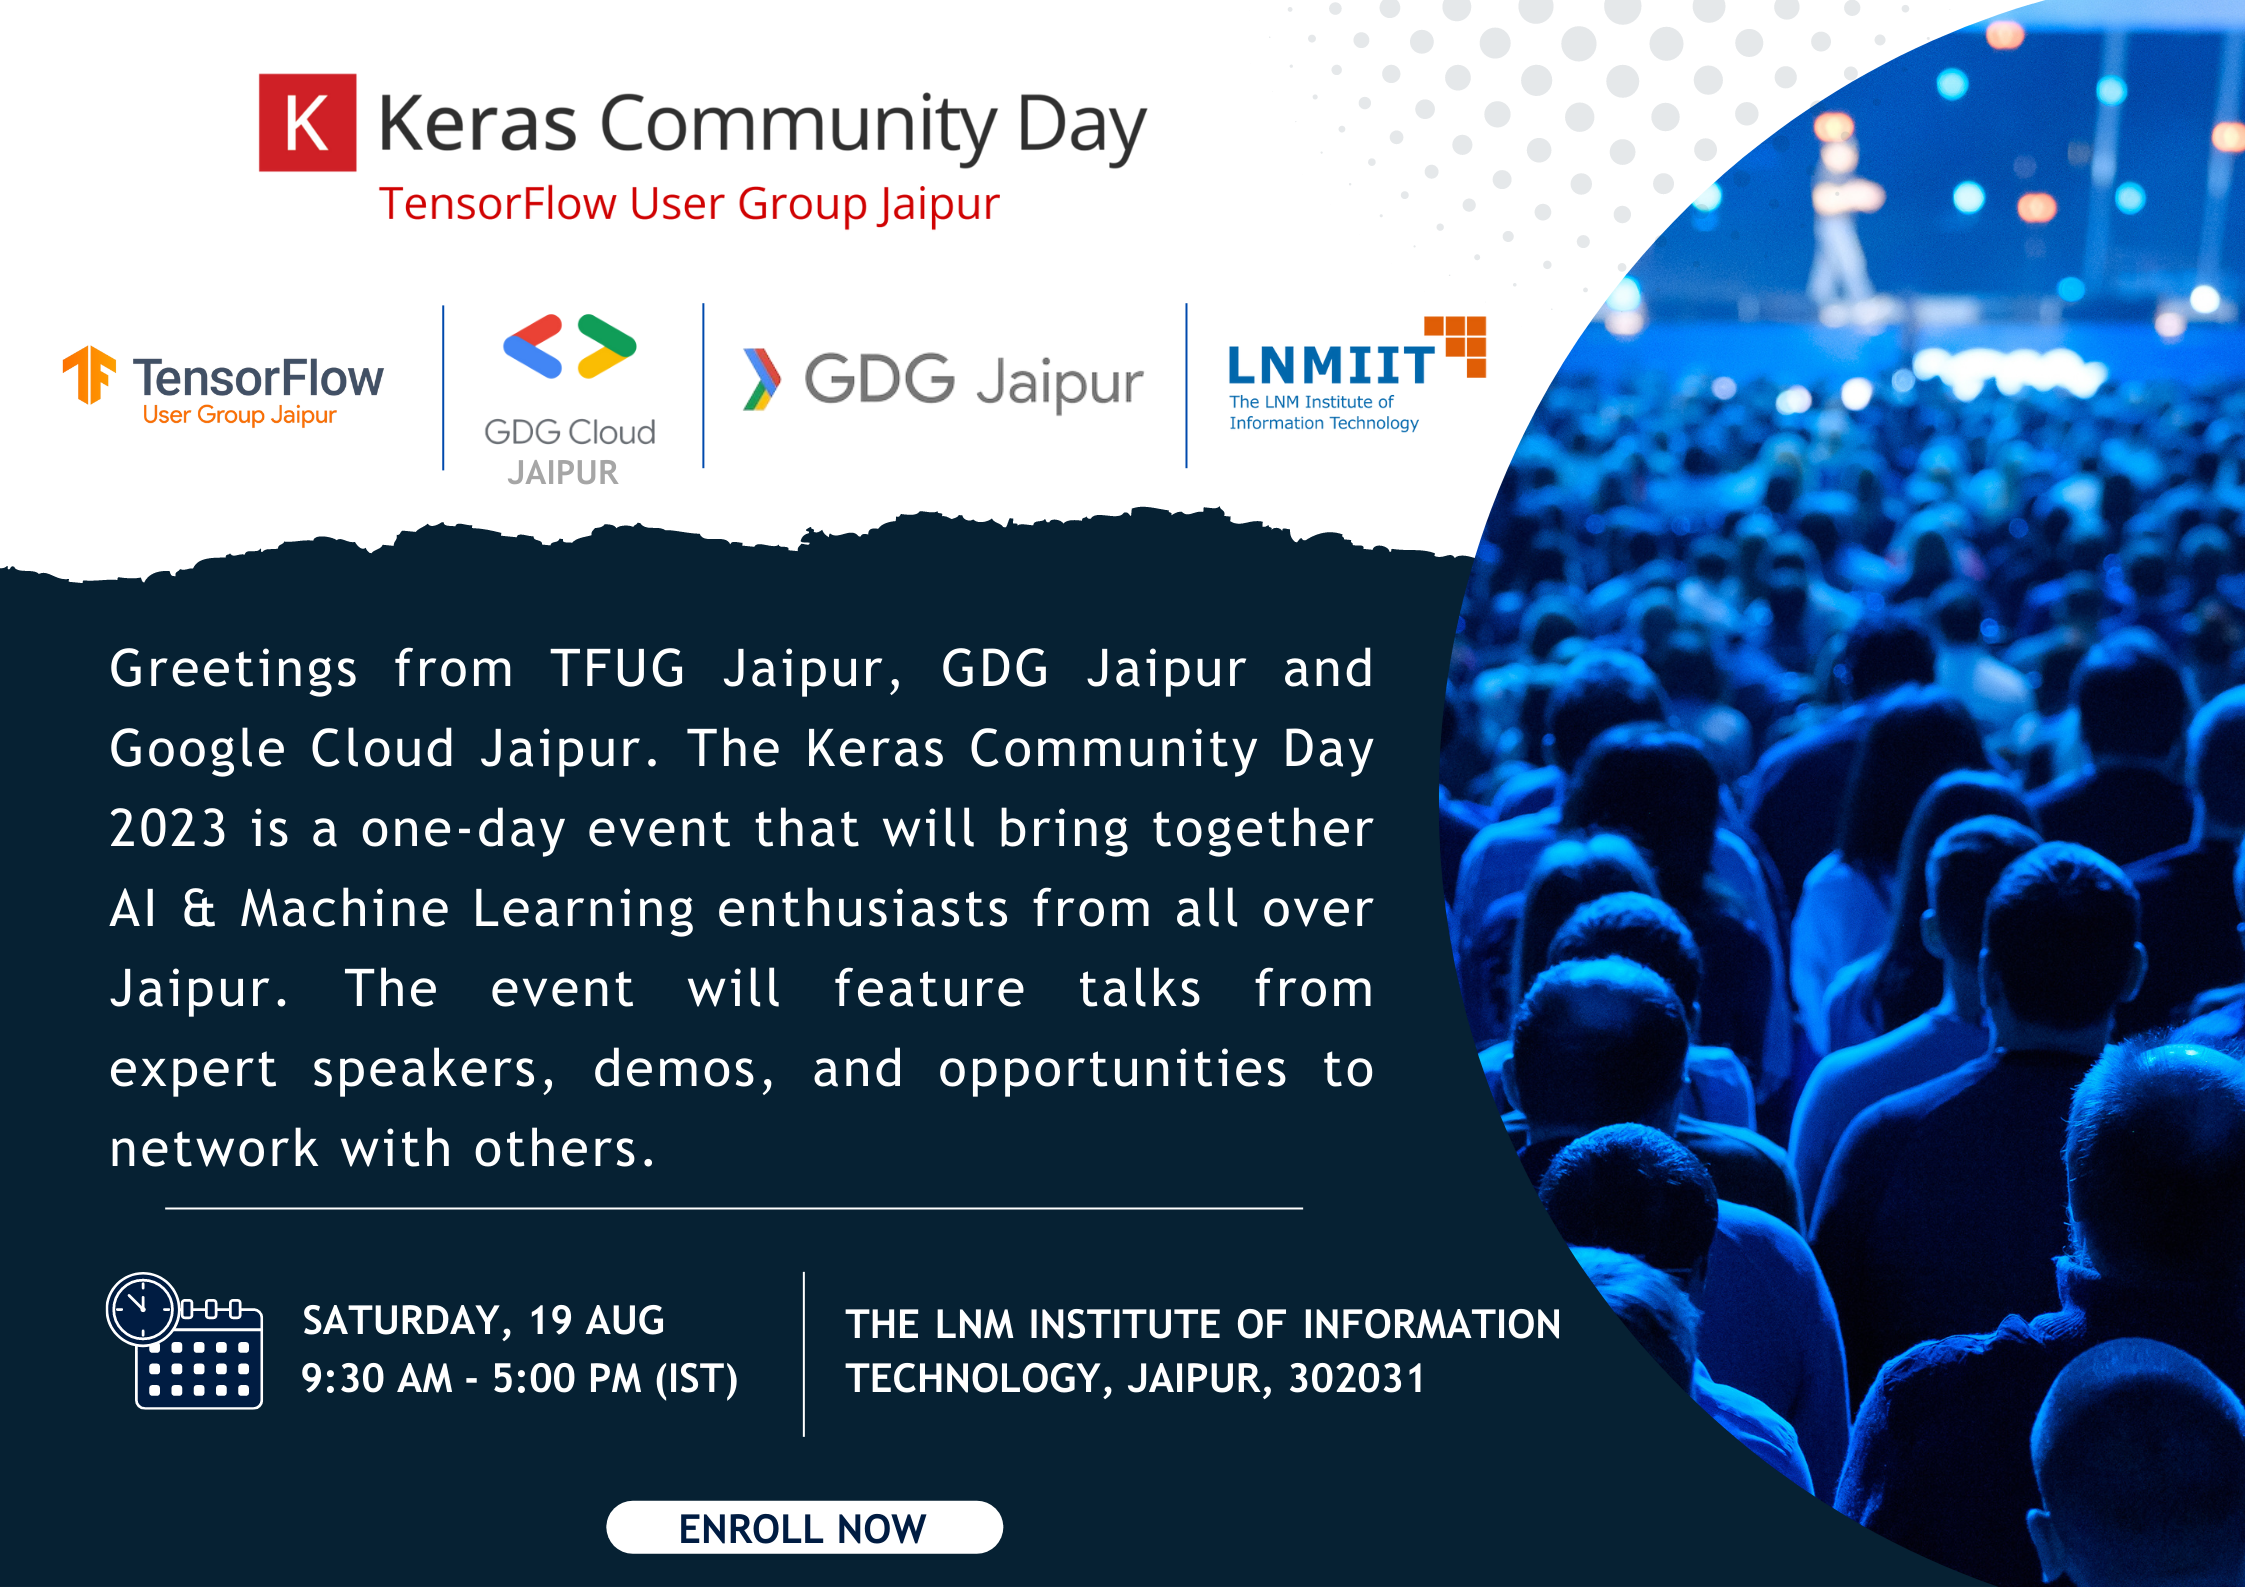 K Keras Community Day
TensorFlow User Group Jaipur
TensorFlow
User Group Jaipur
GDG Cloud
JAIPUR
GDG Jaipur
LNMIIT
The LNM Institute of
Information Technology
Greetings from TFUG Jaipur, GDG Jaipur and
Google Cloud Jaipur. The Keras Community Day
2023 is a one-day event that will bring together
AI & Machine Learning enthusiasts from all over
Jaipur. The event will feature talks from
expert speakers, demos, and opportunities to
network with others.
SATURDAY, 19 AUG
9:30 AM - 5:00 PM (IST)
THE LNM INSTITUTE OF INFORMATION
TECHNOLOGY, JAIPUR, 302031
ENROLL NOW